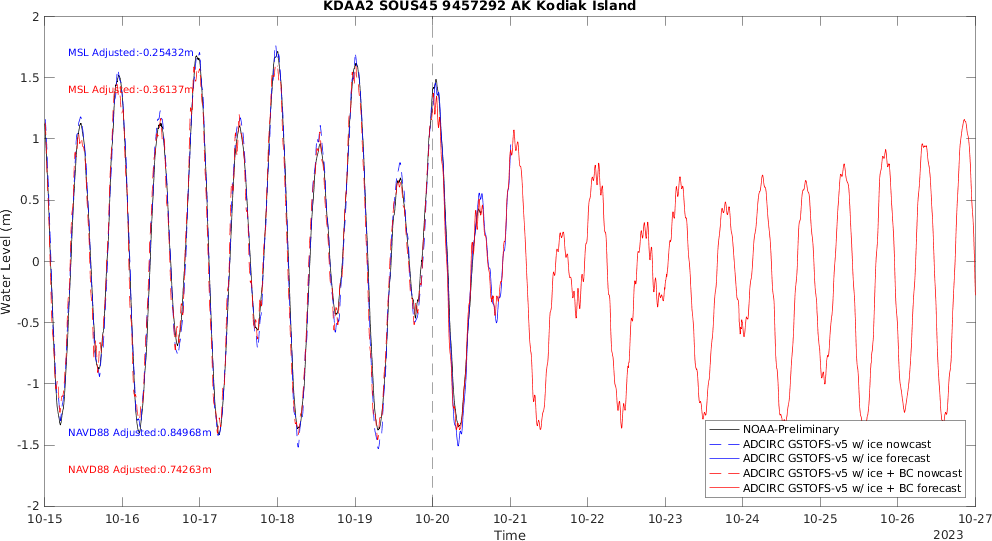 KDAA2 SOUS45 9457292 AK Kodiak Island
2
1.5
1
0.5
0
-0.5
-1
-1.5
-2
Water Level (m)
MSL Adjusted:-0.25432m
MSL Adjusted:-0.36137m
NAVD88 Adjusted:0.84968m
NAVD88 Adjusted:0.74263m
NOAA-Preliminary
ADCIRC GSTOFS-v5 w/ ice nowcast
ADCIRC GSTOFS-v5 w/ ice forecast
ADCIRC GSTOFS-v5 w/ ice + BC nowcast
ADCIRC GSTOFS-v5 w/ ice + BC forecast
10-15 10-16 10-17 10-18 10-19 10-20 10-21 10-22 10-23 10-24 10-25 10-26 10-27
Time
2023